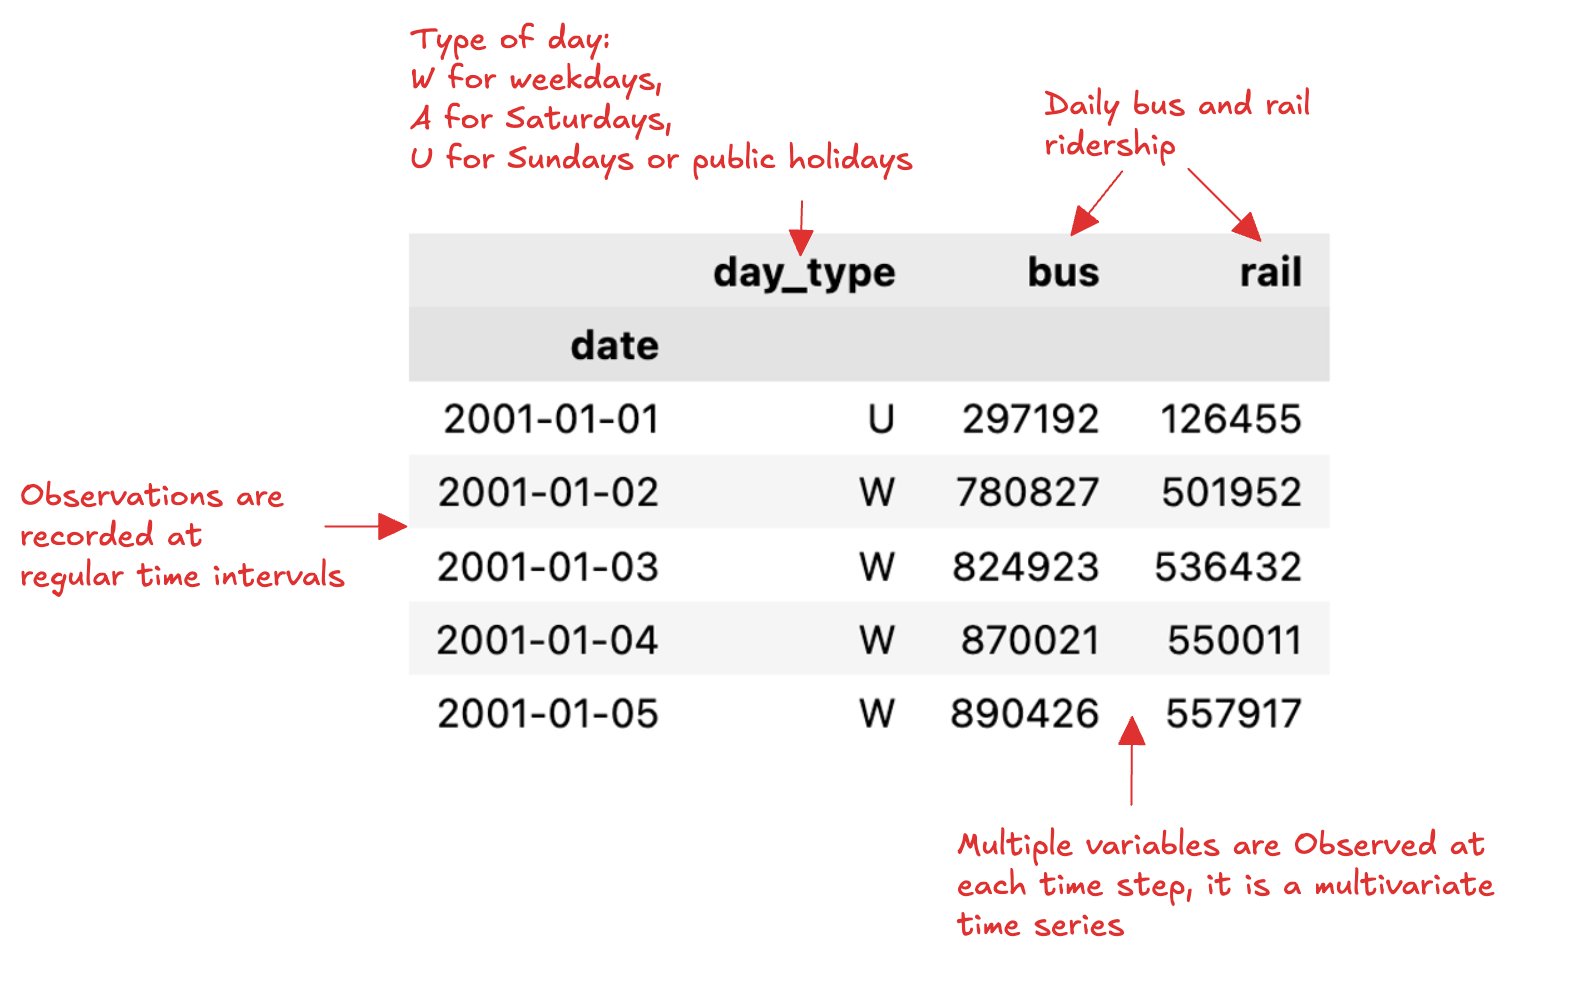 Type of day:
W for weekdays,
A for Saturdays,
U for Sundays or public holidays
Daily bus and rail
ridership
day_type bus rail
date
2001-01-01 U 297192 126455
2001-01-02 W 780827 501952
2001-01-03 W 824923 536432
2001-01-04 W 870021 550011
2001-01-05 W 890426 557917
Observations are
recorded at
regular time intervals
Multiple variables are Observed at
each time step, it is a multivariate
time series